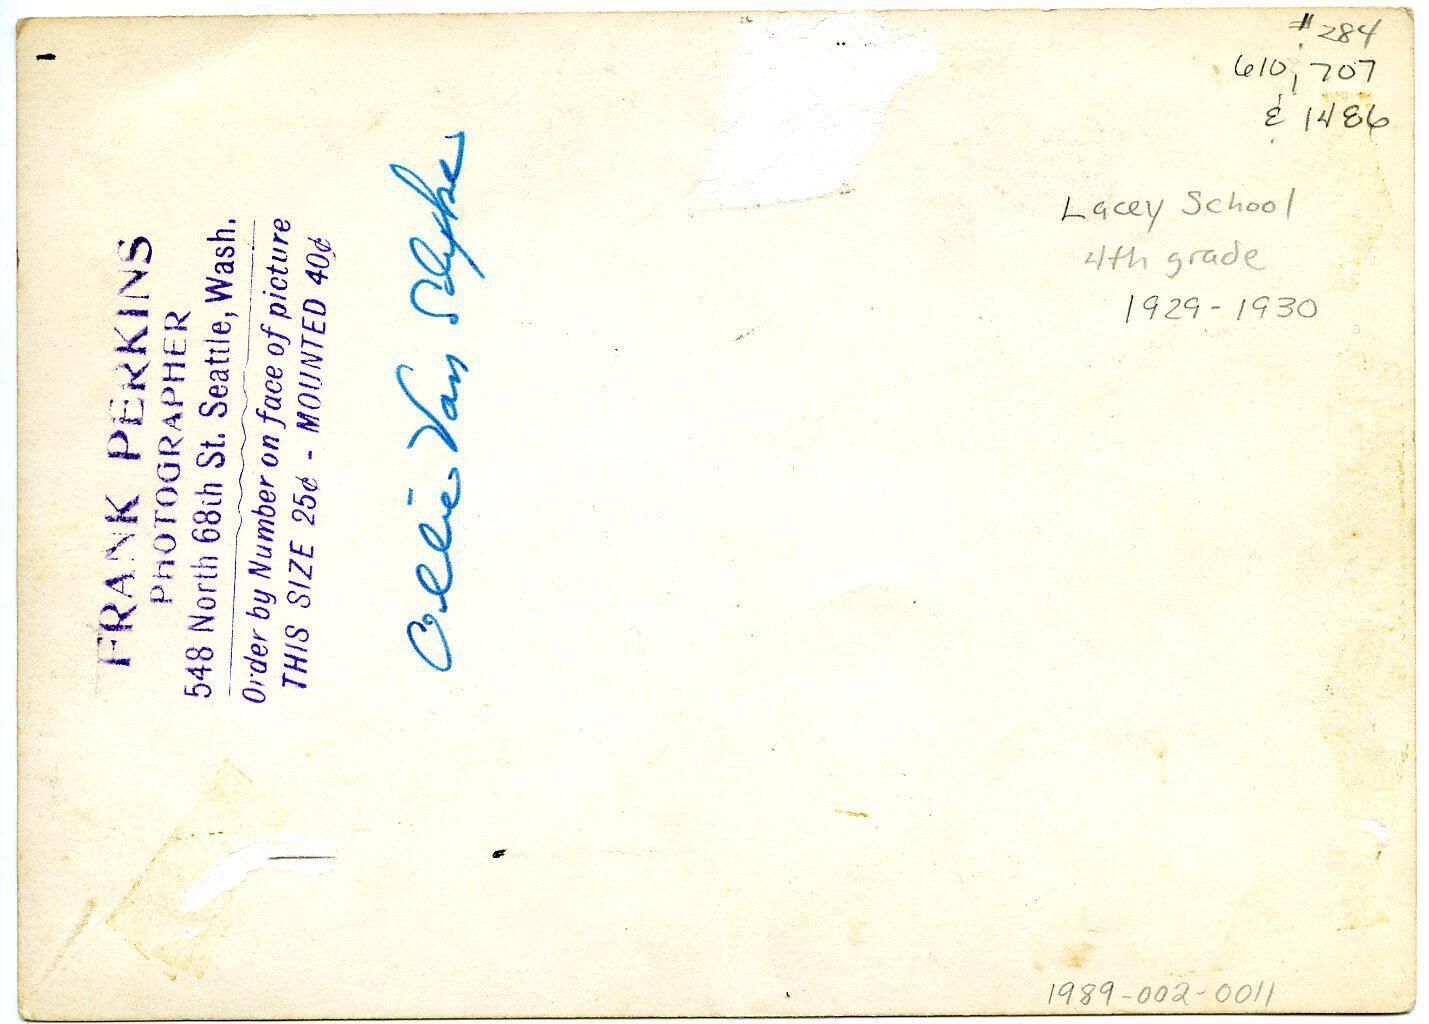 FRANK PERKINS
PHOTOGRAPHER
548 North 68th St. Seattle, Wash.
Order by Number on face of picture
THIS SIZE 25¢ - MOUNTED 40¢
Ollie Van Slyke
#284
610, 707
& 1486
Lacey School
4th grade
1929-1930
1989-002-0011